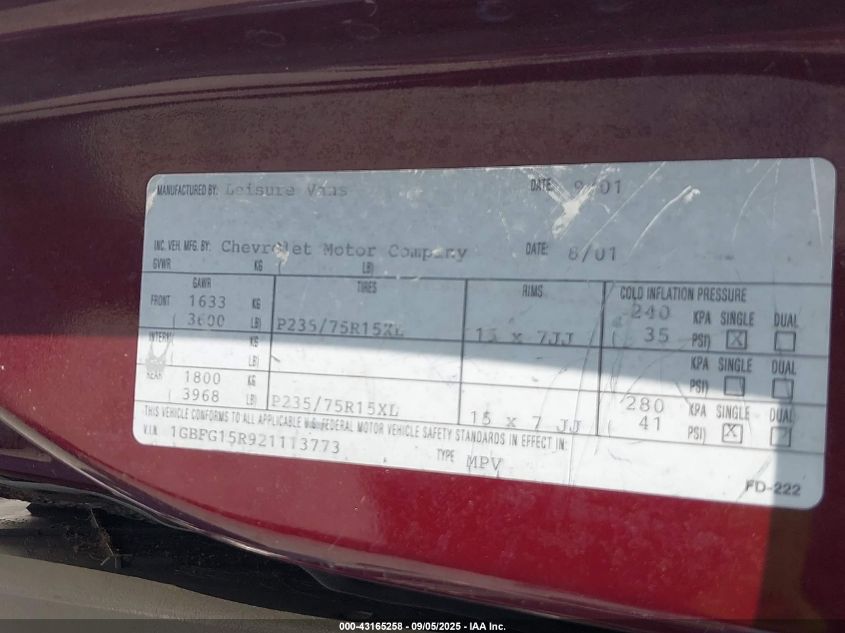 MANUFACTURED BY: Leisure Vans DATE: 9/01
INC. VEH. MFG. BY: Chevrolet Motor Company DATE: 8/01
GVWR KG LB)
GAWR TIRES RIMS COLD INFLATION PRESSURE
FRONT 1633 KG 240 KPA SINGLE DUAL
( 3600 LB) P235/75R15XL 15 x 7JJ ( 35 PSI) X
INTERM KG KPA SINGLE DUAL
( LB) ( PSI)
REAR 1800 KG 280 KPA SINGLE DUAL
( 3968 LB) P235/75R15XL 15 x 7 JJ ( 41 PSI) X
THIS VEHICLE CONFORMS TO ALL APPLICABLE U.S. FEDERAL MOTOR VEHICLE SAFETY STANDARDS IN EFFECT IN:
V.I.N. 1GBFG15R921113773 TYPE MPV
FD-222
000-43165258 - 09/05/2025 - IAA Inc.